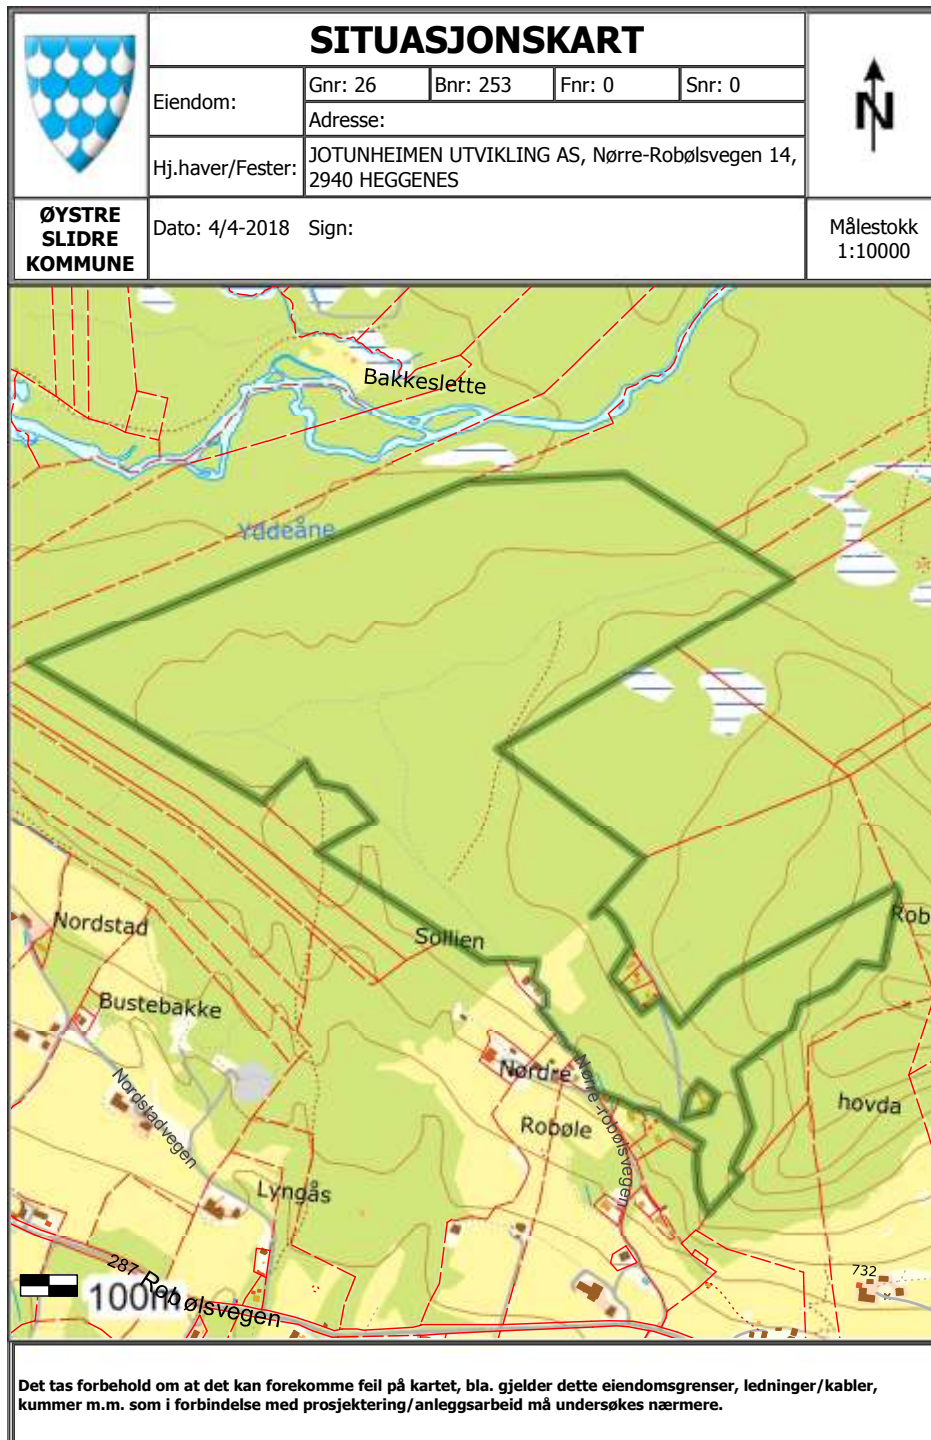 SITUASJONSKART
Eiendom:
Gnr: 26
Bnr: 253
Fnr: 0
Snr: 0
Adresse:
Hj.haver/Fester:
JOTUNHEIMEN UTVIKLING AS, Nørre-Robølsvegen 14,
2940 HEGGENES
N
ØYSTRE
SLIDRE
KOMMUNE
Dato: 4/4-2018 Sign:
Målestokk
1:10000
Bakkeslette
Yddeåne
Nordstad
Sollien
Rob
Bustebakke
Nordstadvegen
Nørdre
Robøle
Nørre-robølsvegen
hovda
Lyngås
287
Robølsvegen
732
100m
Det tas forbehold om at det kan forekomme feil på kartet, bla. gjelder dette eiendomsgrenser, ledninger/kabler,
kummer m.m. som i forbindelse med prosjektering/anleggsarbeid må undersøkes nærmere.